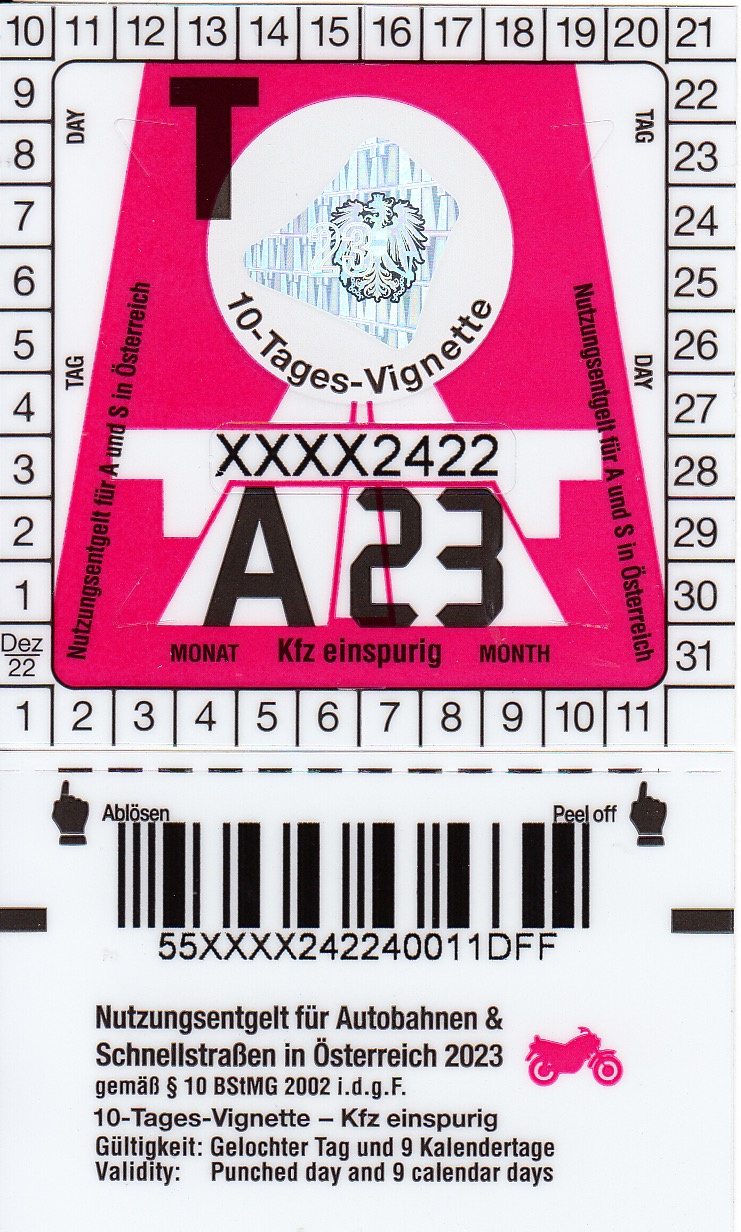 10 11 12 13 14 15 16 17 18 19 20 21
9 22
DAY TAG
T
8 23
7 24
23
6 25
Nutzungsentgelt für A und S in Österreich
10-Tages-Vignette
Nutzungsentgelt für A und S in Österreich
5 26
TAG DAY
4 27
XXXX2422
3 28
A 23
2 29
1 30
MONAT Kfz einspurig MONTH
Dez
22
31
1 2 3 4 5 6 7 8 9 10 11
Ablösen Peel off
55XXXX242240011DFF
Nutzungsentgelt für Autobahnen &
Schnellstraßen in Österreich 2023
gemäß § 10 BStMG 2002 i.d.g.F.
10-Tages-Vignette – Kfz einspurig
Gültigkeit: Gelochter Tag und 9 Kalendertage
Validity: Punched day and 9 calendar days